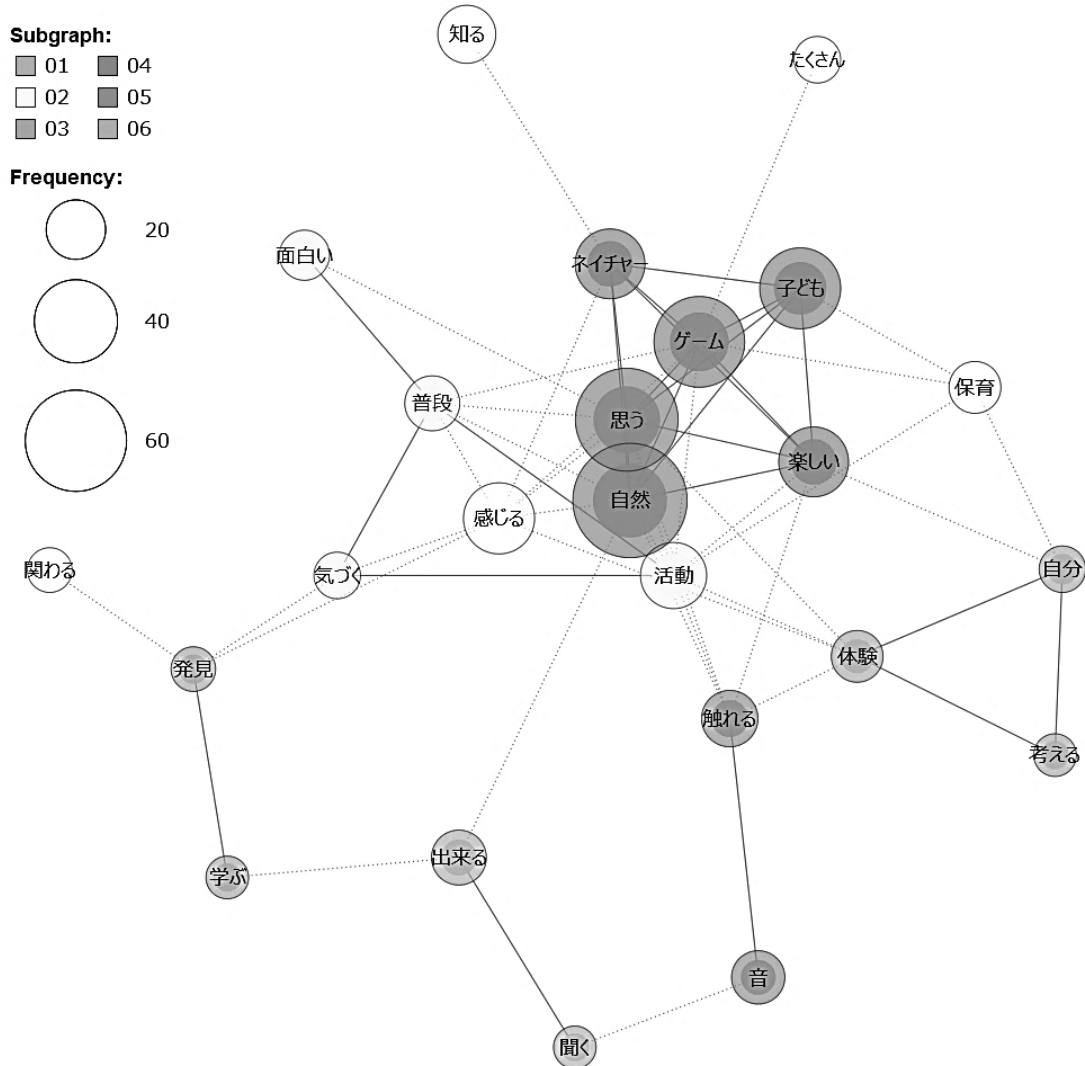 Subgraph:
01 04
02 05
03 06
Frequency:
20
40
60
知る
たくさん
面白い
ネイチャー
子ども
ゲーム
普段
保育
思う
楽しい
自然
感じる
関わる
気づく
活動
自分
発見
体験
触れる
考える
出来る
学ぶ
音
聞く